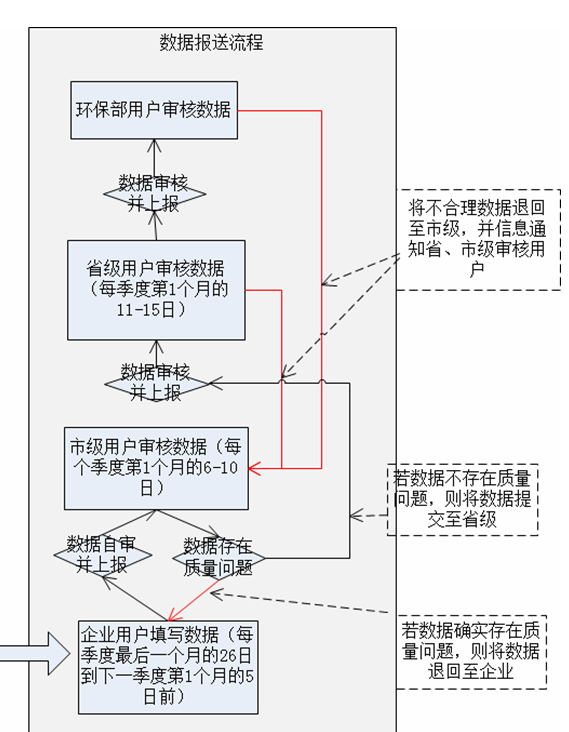 数据报送流程
环保部用户审核数据
数据审核
并上报
将不合理数据退回
至市级，并信息通
知省、市级审核用
户
省级用户审核数据
（每季度第1个月的
11-15日）
数据审核
并上报
市级用户审核数据（每
个季度第1个月的6-10
日）
若数据不存在质量
问题，则将数据提
交至省级
数据自审
并上报
数据存在
质量问题
企业用户填写数据（每
季度最后一个月的26日
到下一季度第1个月的5
日前）
若数据确实存在质
量问题，则将数据
退回至企业